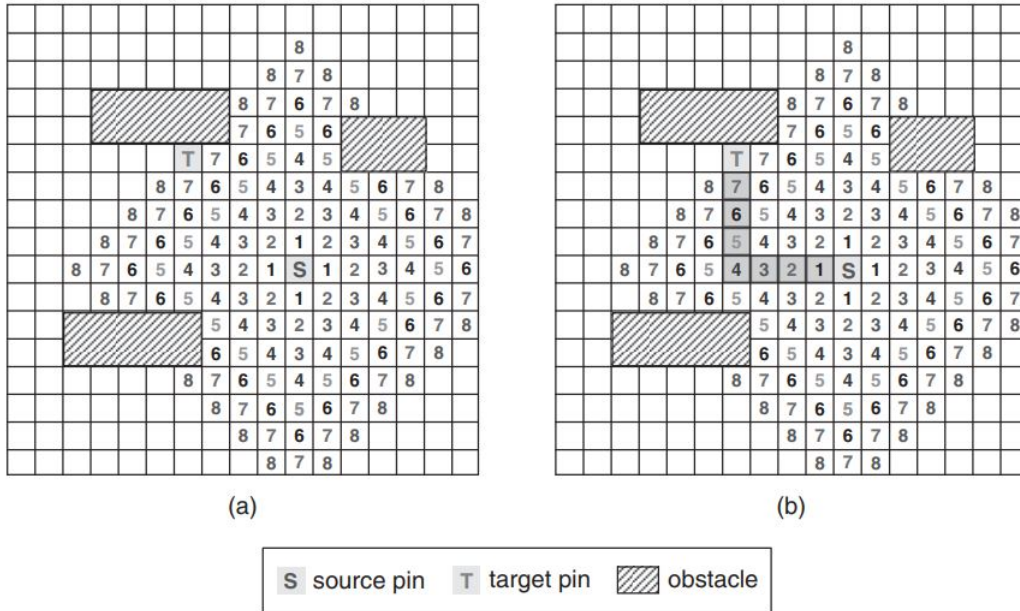 8
8 7 8
8 7 6 7 8
7 6 5 6
T 7 6 5 4 5
8 7 6 5 4 3 4 5 6 7 8
8 7 6 5 4 3 2 3 4 5 6 7 8
8 7 6 5 4 3 2 1 2 3 4 5 6 7
8 7 6 5 4 3 2 1 S 1 2 3 4 5 6
8 7 6 5 4 3 2 1 2 3 4 5 6 7
5 4 3 2 3 4 5 6 7 8
6 5 4 3 4 5 6 7 8
8 7 6 5 4 5 6 7 8
8 7 6 5 6 7 8
8 7 6 7 8
8 7 8
(a)
8
8 7 8
8 7 6 7 8
7 6 5 6
T 7 6 5 4 5
8 7 6 5 4 3 4 5 6 7 8
8 7 6 5 4 3 2 3 4 5 6 7 8
8 7 6 5 4 3 2 1 2 3 4 5 6 7
8 7 6 5 4 3 2 1 S 1 2 3 4 5 6
8 7 6 5 4 3 2 1 2 3 4 5 6 7
5 4 3 2 3 4 5 6 7 8
6 5 4 3 4 5 6 7 8
8 7 6 5 4 5 6 7 8
8 7 6 5 6 7 8
8 7 6 7 8
8 7 8
(b)
S source pin T target pin obstacle